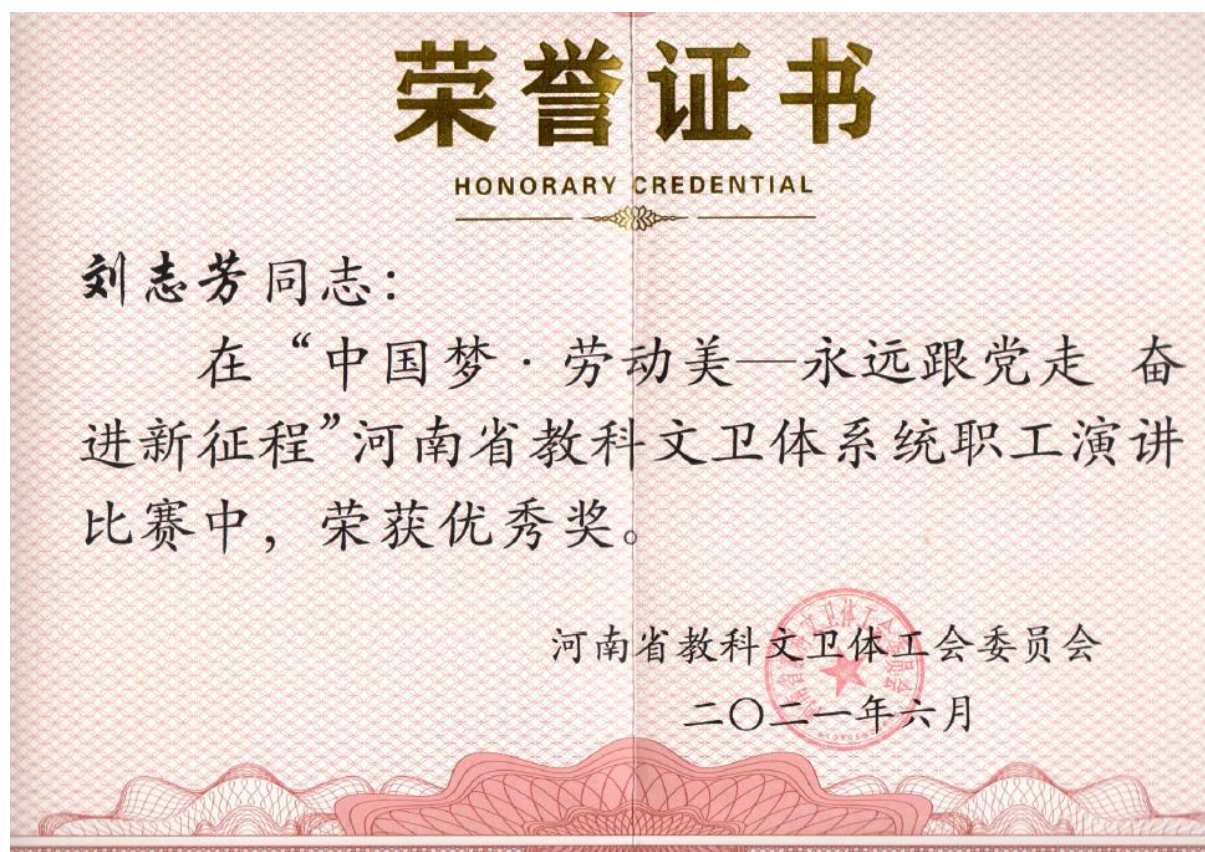 荣誉证书
HONORARY CREDENTIAL
刘志芳同志：
在“中国梦·劳动美—永远跟党走 奋
进新征程”河南省教科文卫体系统职工演讲
比赛中，荣获优秀奖。
河南省教科文卫体工会委员会
二〇二一年六月